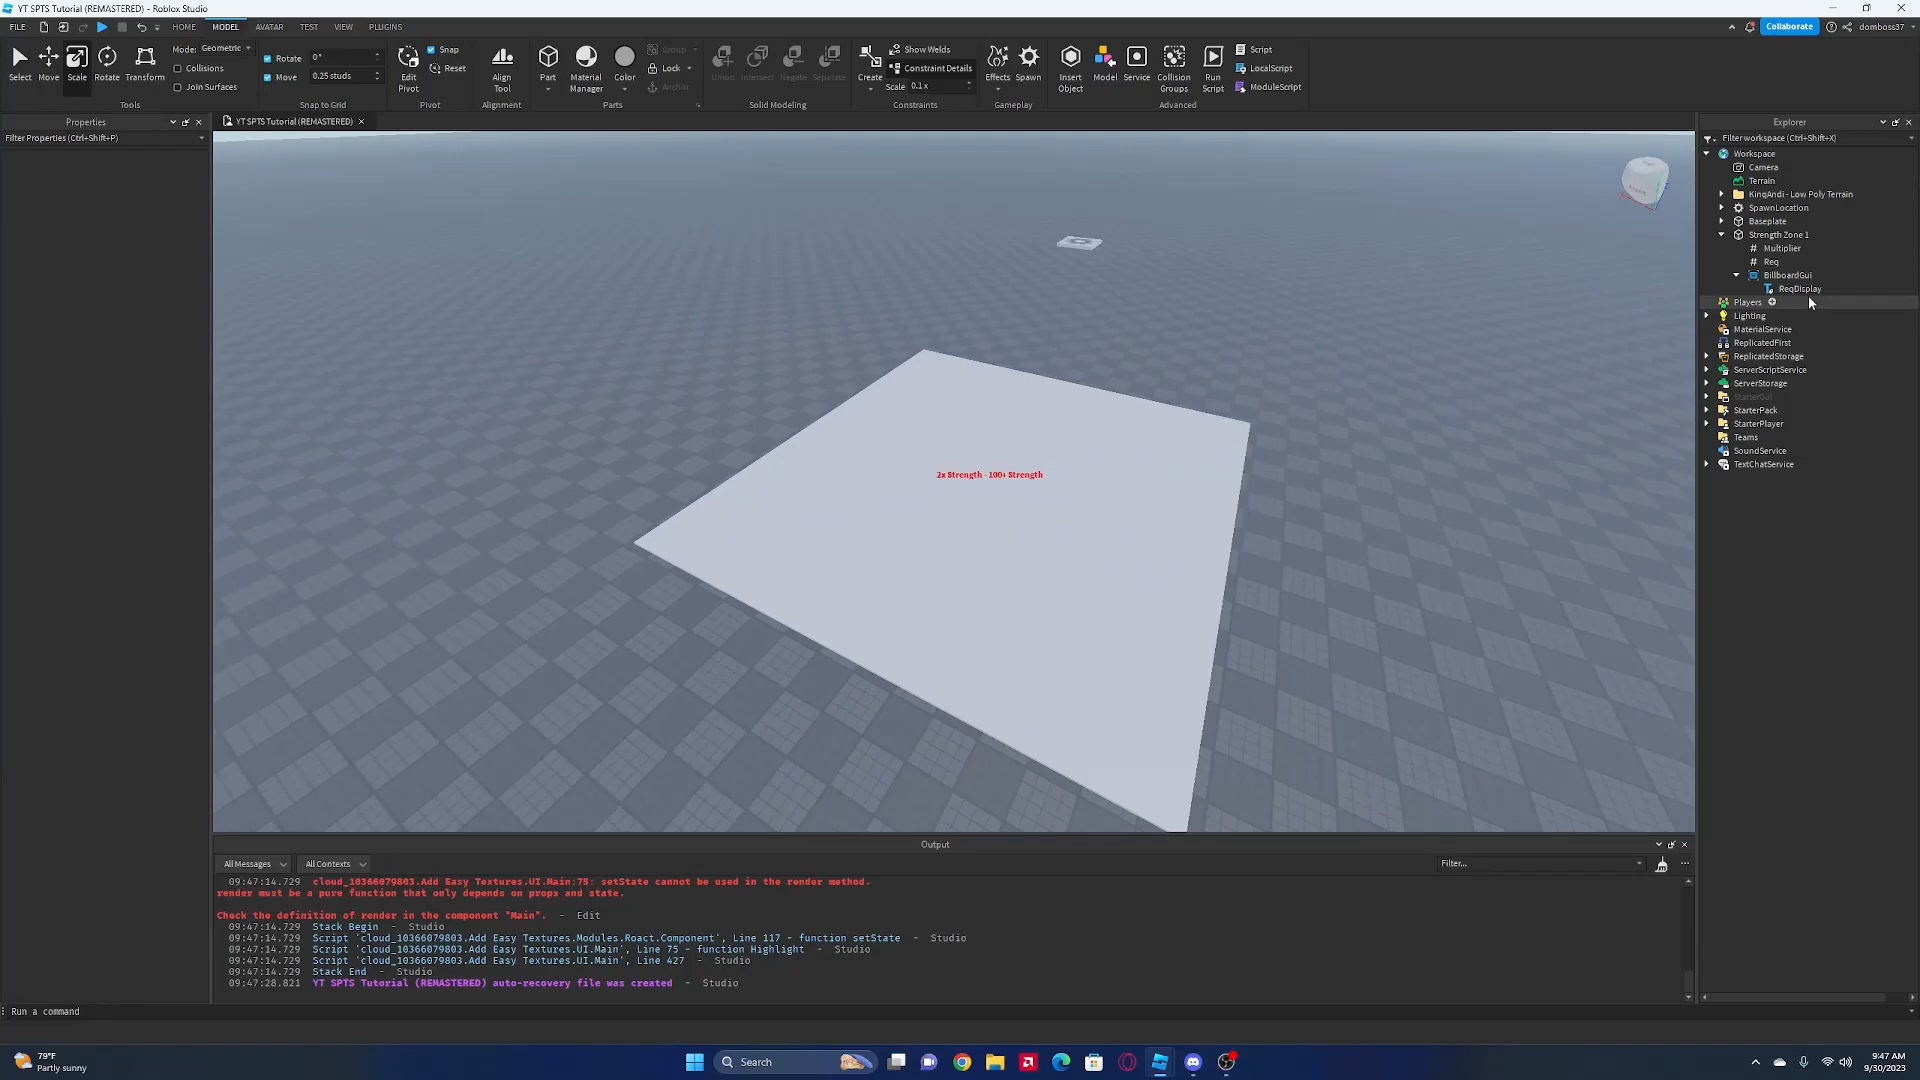 YT SPTS Tutorial (REMASTERED) - Roblox Studio
FILE HOME MODEL AVATAR TEST VIEW PLUGINS Collaborate domboss37
Select Move Scale Rotate Transform
Mode: Geometric
Collisions
Join Surfaces
Tools
Rotate 0°
Move 0.25 studs
Snap to Grid
Edit Pivot
Snap
Reset
Pivot
Align Tool
Alignment
Part
Material Manager
Color
Group
Lock
Anchor
Parts
Union Intersect Negate Separate
Solid Modeling
Create
Show Welds
Constraint Details
Scale 0.1 x
Constraints
Effects Spawn
Gameplay
Insert Object
Model
Service
Collision Groups
Run Script
Script
LocalScript
ModuleScript
Advanced
Properties
Filter Properties (Ctrl+Shift+P)
YT SPTS Tutorial (REMASTERED)
2x Strength - 100+ Strength
Explorer
Filter workspace (Ctrl+Shift+X)
Workspace
Camera
Terrain
KinqAndi - Low Poly Terrain
SpawnLocation
Baseplate
Strength Zone 1
Multiplier
Req
BillboardGui
ReqDisplay
Players
Lighting
MaterialService
ReplicatedFirst
ReplicatedStorage
ServerScriptService
ServerStorage
StarterGui
StarterPack
StarterPlayer
Teams
SoundService
TextChatService
Output
All Messages All Contexts Filter...
09:47:14.729 cloud_10366079803.Add Easy Textures.UI.Main:75: setState cannot be used in the render method.
render must be a pure function that only depends on props and state.
Check the definition of render in the component "Main". - Edit
09:47:14.729 Stack Begin - Studio
09:47:14.729 Script 'cloud_10366079803.Add Easy Textures.Modules.Roact.Component', Line 117 - function setState - Studio
09:47:14.729 Script 'cloud_10366079803.Add Easy Textures.UI.Main', Line 75 - function Highlight - Studio
09:47:14.729 Script 'cloud_10366079803.Add Easy Textures.UI.Main', Line 427 - Studio
09:47:14.729 Stack End - Studio
09:47:28.821 YT SPTS Tutorial (REMASTERED) auto-recovery file was created - Studio
Run a command
79°F
Partly sunny
Search
9:47 AM
9/30/2023